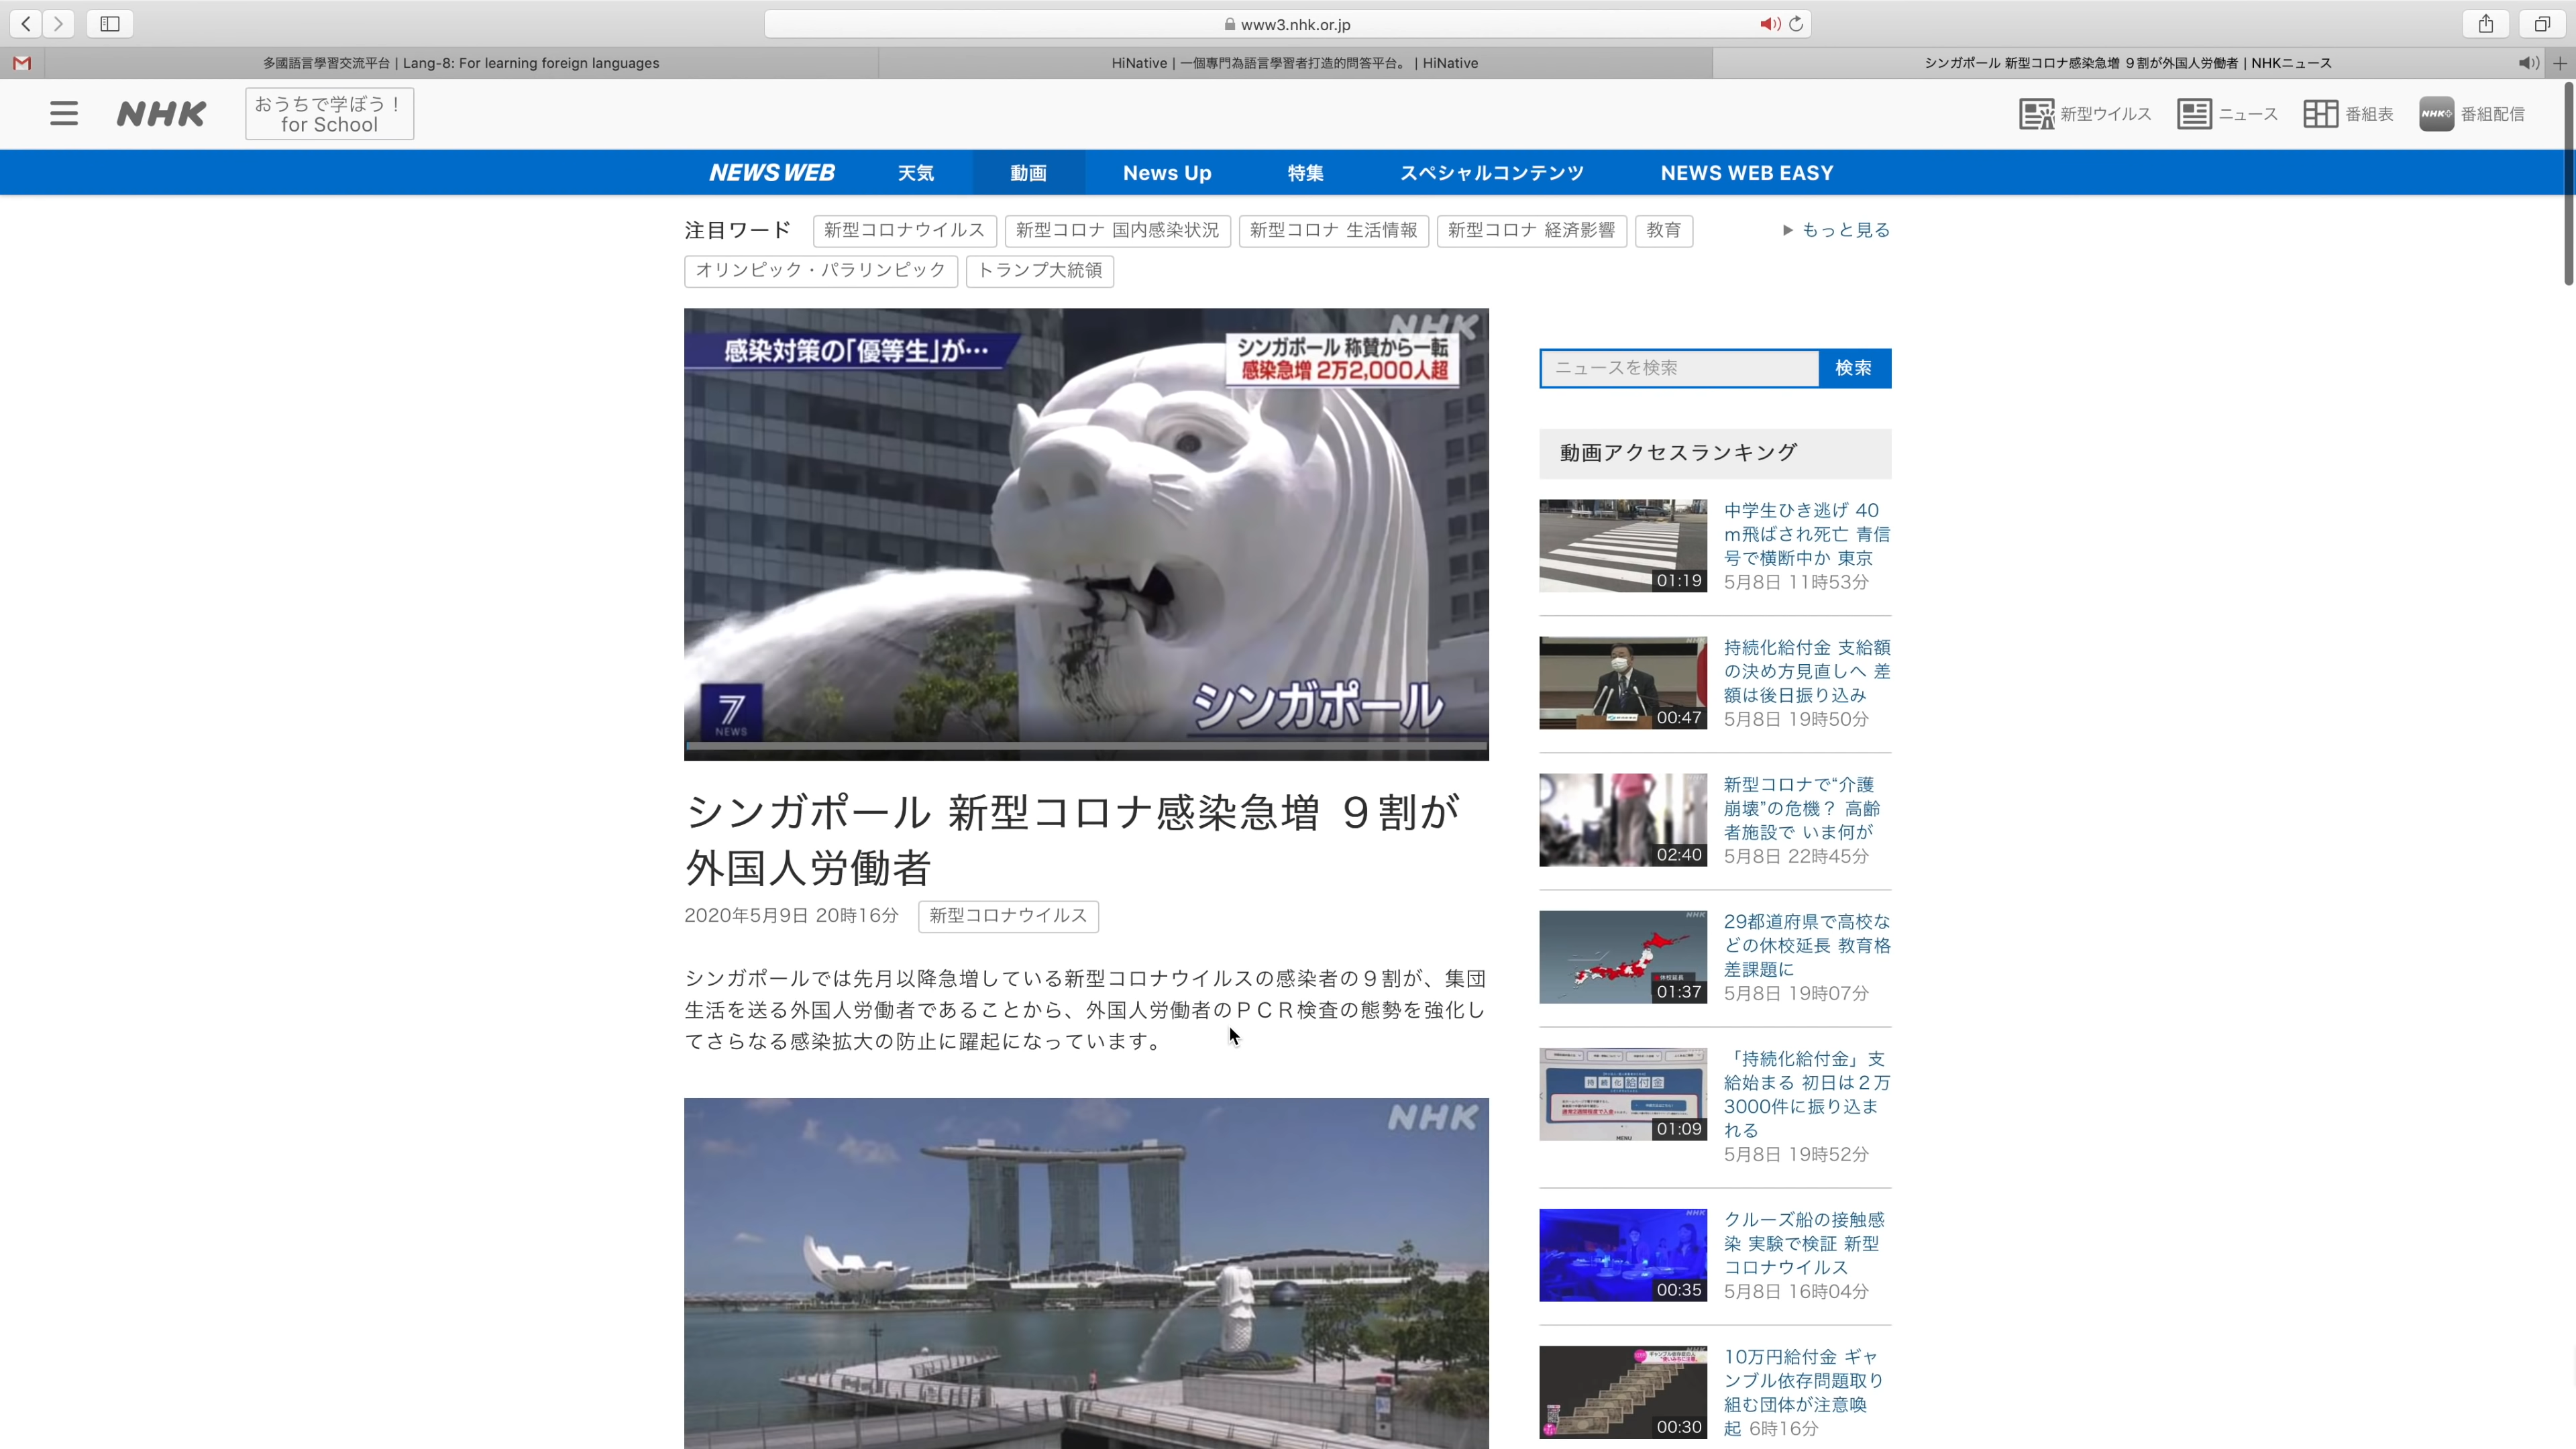 www3.nhk.or.jp
多國語言學習交流平台 | Lang-8: For learning foreign languages
HiNative | 一個專門為語言學習者打造的問答平台。 | HiNative
シンガポール 新型コロナ感染急増 ９割が外国人労働者 | NHKニュース
NHK
おうちで学ぼう！
for School
新型ウイルス
ニュース
番組表
NHK
番組配信
NEWS WEB
天気
動画
News Up
特集
スペシャルコンテンツ
NEWS WEB EASY
注目ワード
新型コロナウイルス
新型コロナ 国内感染状況
新型コロナ 生活情報
新型コロナ 経済影響
教育
もっと見る
オリンピック・パラリンピック
トランプ大統領
NHK
感染対策の「優等生」が…
シンガポール 称賛から一転
感染急増 2万2,000人超
7
NEWS
シンガポール
シンガポール 新型コロナ感染急増 ９割が
外国人労働者
2020年5月9日 20時16分
新型コロナウイルス
シンガポールでは先月以降急増している新型コロナウイルスの感染者の９割が、集団
生活を送る外国人労働者であることから、外国人労働者のＰＣＲ検査の態勢を強化し
てさらなる感染拡大の防止に躍起になっています。
NHK
ニュースを検索
検索
動画アクセスランキング
01:19
中学生ひき逃げ 40
ｍ飛ばされ死亡 青信
号で横断中か 東京
5月8日 11時53分
NHK
00:47
持続化給付金 支給額
の決め方見直しへ 差
額は後日振り込み
5月8日 19時50分
02:40
新型コロナで“介護
崩壊”の危機？ 高齢
者施設で いま何が
5月8日 22時45分
NHK
休校延長
01:37
29都道府県で高校な
どの休校延長 教育格
差課題に
5月8日 19時07分
持続化給付金
MENU
01:09
「持続化給付金」支
給始まる 初日は２万
3000件に振り込ま
れる
5月8日 19時52分
NHK
00:35
クルーズ船の接触感
染 実験で検証 新型
コロナウイルス
5月8日 16時04分
00:30
10万円給付金 ギャ
ンブル依存問題取り
組む団体が注意喚
起 6時16分